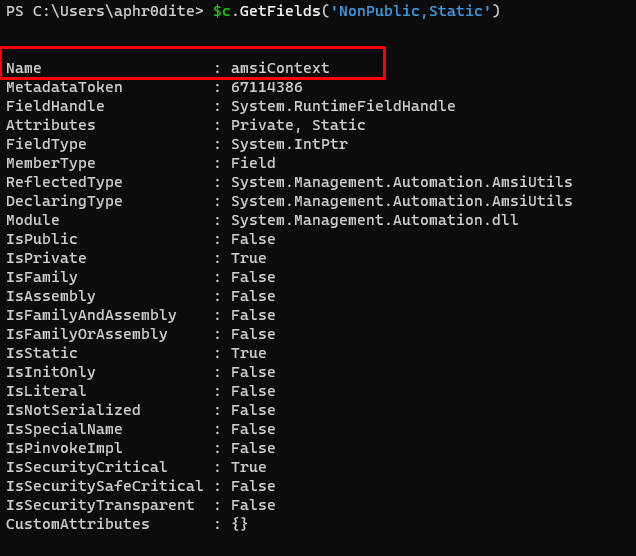 PS C:\Users\aphr0dite> $c.GetFields('NonPublic,Static')
Name                   : amsiContext
MetadataToken          : 67114386
FieldHandle            : System.RuntimeFieldHandle
Attributes             : Private, Static
FieldType              : System.IntPtr
MemberType             : Field
ReflectedType          : System.Management.Automation.AmsiUtils
DeclaringType          : System.Management.Automation.AmsiUtils
Module                 : System.Management.Automation.dll
IsPublic               : False
IsPrivate              : True
IsFamily               : False
IsAssembly             : False
IsFamilyAndAssembly    : False
IsFamilyOrAssembly     : False
IsStatic               : True
IsInitOnly             : False
IsLiteral              : False
IsNotSerialized        : False
IsSpecialName          : False
IsPinvokeImpl          : False
IsSecurityCritical     : True
IsSecuritySafeCritical : False
IsSecurityTransparent  : False
CustomAttributes       : {}